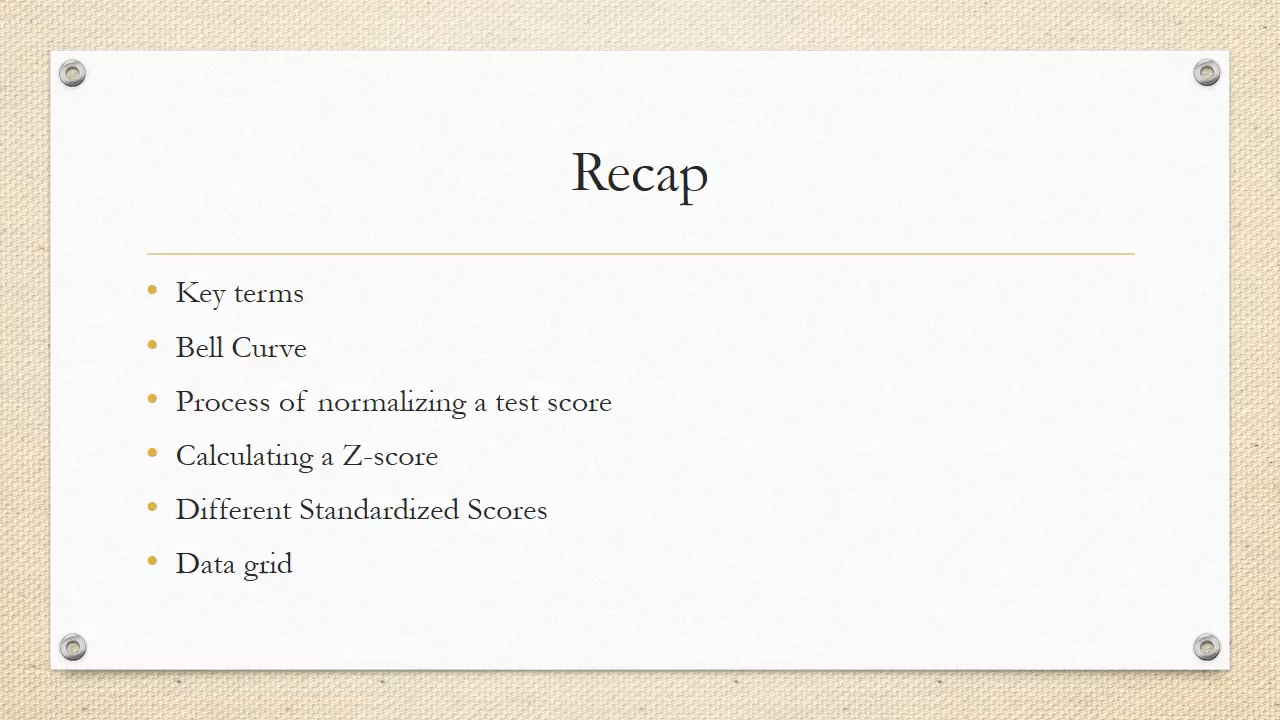 Recap
Key terms
Bell Curve
Process of normalizing a test score
Calculating a Z-score
Different Standardized Scores
Data grid